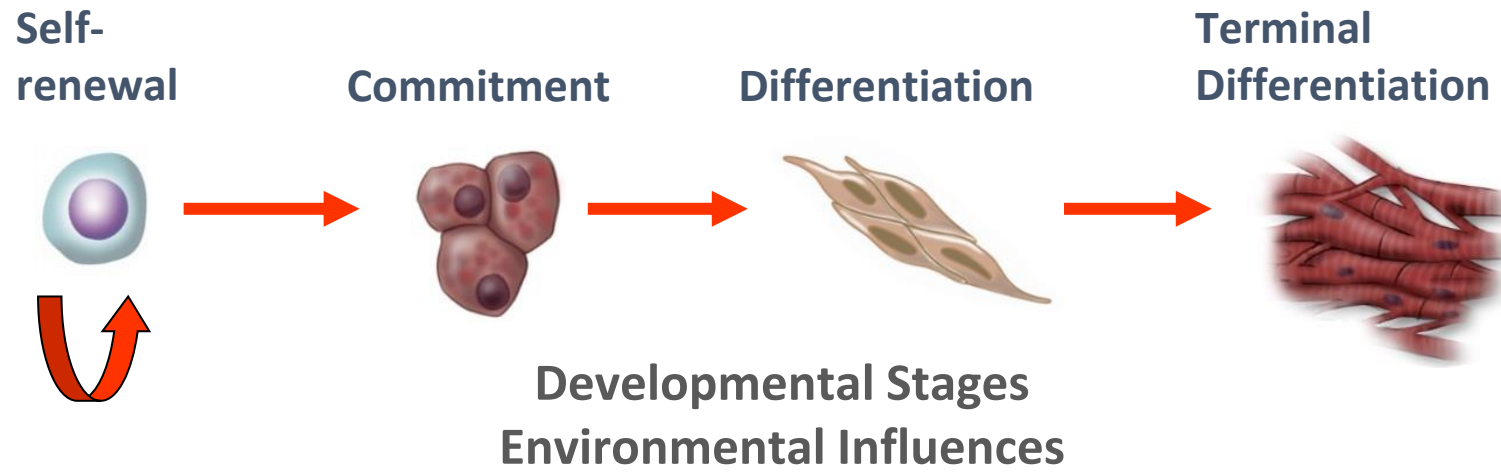 Self-
renewal
Commitment
Differentiation
Terminal
Differentiation
Developmental Stages
Environmental Influences